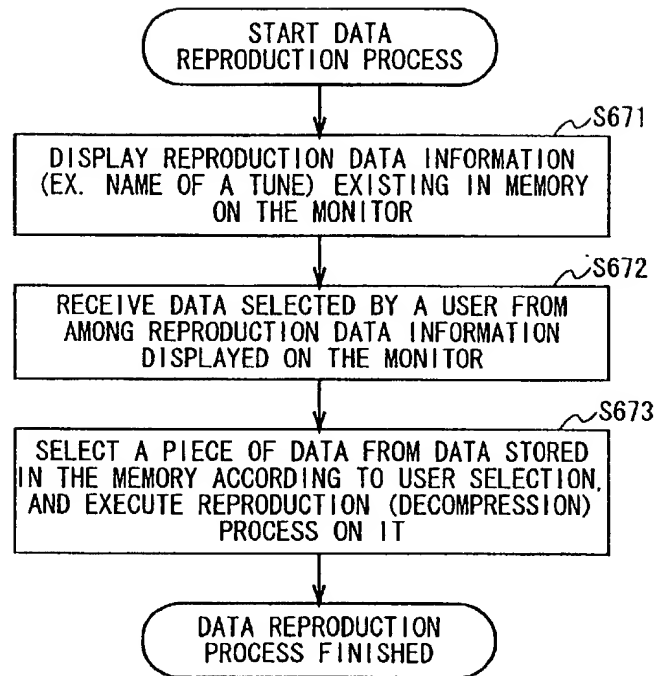 START DATA
REPRODUCTION PROCESS
S671
DISPLAY REPRODUCTION DATA INFORMATION
(EX. NAME OF A TUNE) EXISTING IN MEMORY
ON THE MONITOR
S672
RECEIVE DATA SELECTED BY A USER FROM
AMONG REPRODUCTION DATA INFORMATION
DISPLAYED ON THE MONITOR
S673
SELECT A PIECE OF DATA FROM DATA STORED
IN THE MEMORY ACCORDING TO USER SELECTION,
AND EXECUTE REPRODUCTION (DECOMPRESSION)
PROCESS ON IT
DATA REPRODUCTION
PROCESS FINISHED